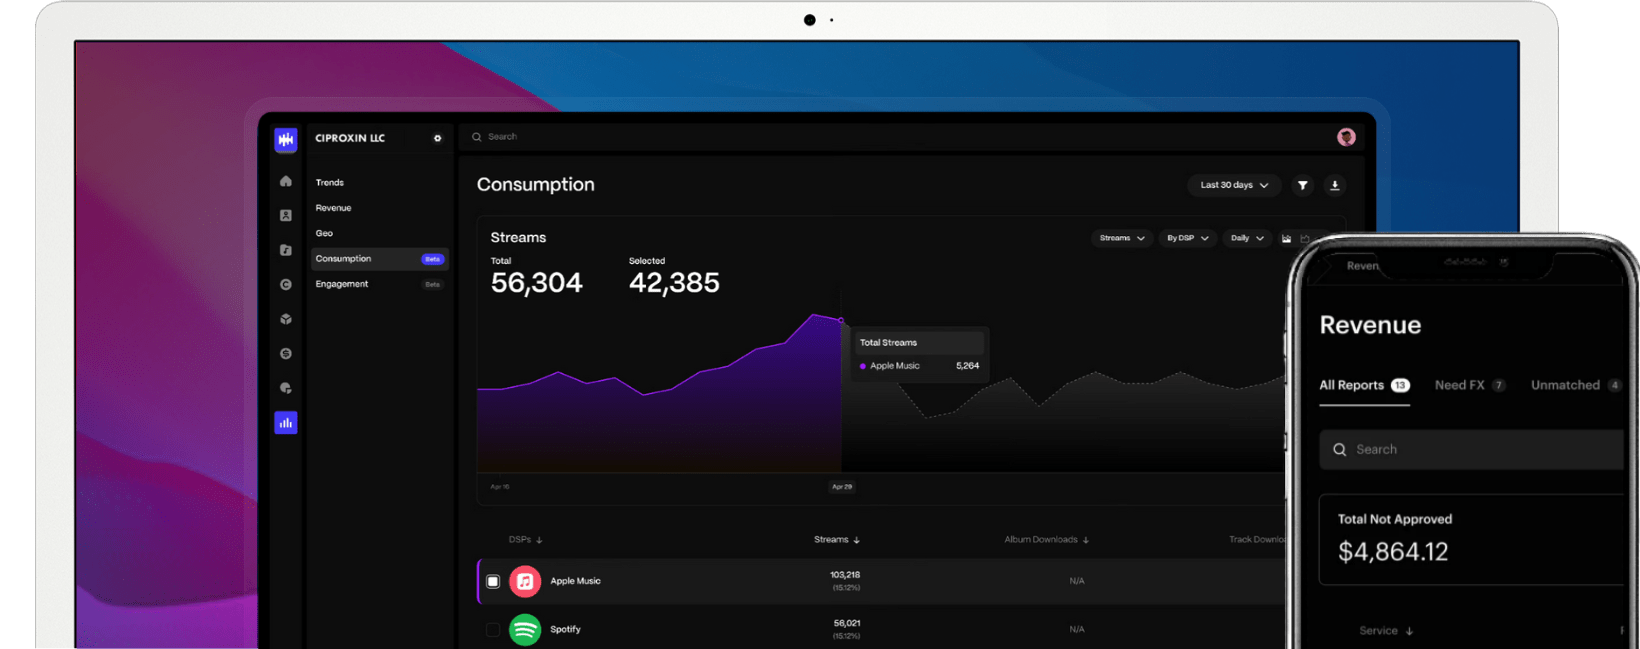 CIPROXIN LLC
Search
Trends
Revenue
Geo
Consumption Beta
Engagement Beta
Consumption
Last 30 days
Streams
Streams By DSP Daily
Total Selected
56,304 42,385
Total Streams
Apple Music 5,264
Apr 29
DSPs Streams Album Downloads Track Downlo
Apple Music 103,218 N/A
(15.12%)
Spotify 56,021 N/A
(15.12%)
Reven
Revenue
All Reports 13 Need FX 7 Unmatched 4
Search
Total Not Approved
$4,864.12
Service